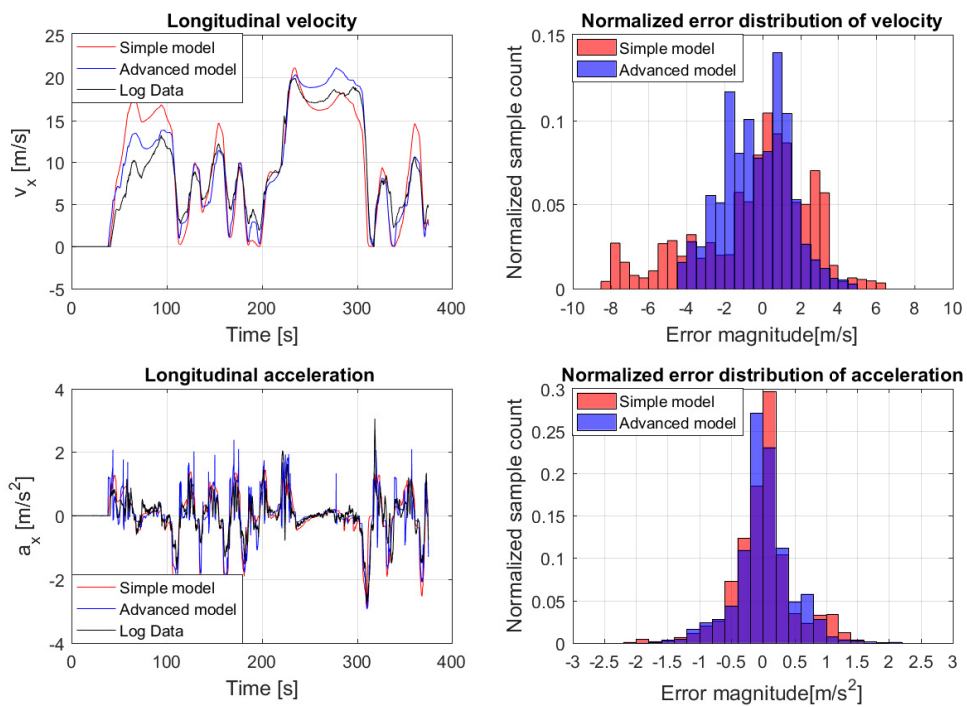 Longitudinal velocity
25
20
15
10
5
0
-5
v_x [m/s]
Simple model
Advanced model
Log Data
0
100
200
300
400
Time [s]
Normalized error distribution of velocity
0.15
0.1
0.05
0
Normalized sample count
Simple model
Advanced model
-10
-8
-6
-4
-2
0
2
4
6
8
10
Error magnitude[m/s]
Longitudinal acceleration
4
2
0
-2
-4
a_x [m/s²]
Simple model
Advanced model
Log Data
0
100
200
300
400
Time [s]
Normalized error distribution of acceleration
0.3
0.25
0.2
0.15
0.1
0.05
0
Normalized sample count
Simple model
Advanced model
-3
-2.5
-2
-1.5
-1
-0.5
0
0.5
1
1.5
2
2.5
3
Error magnitude[m/s²]